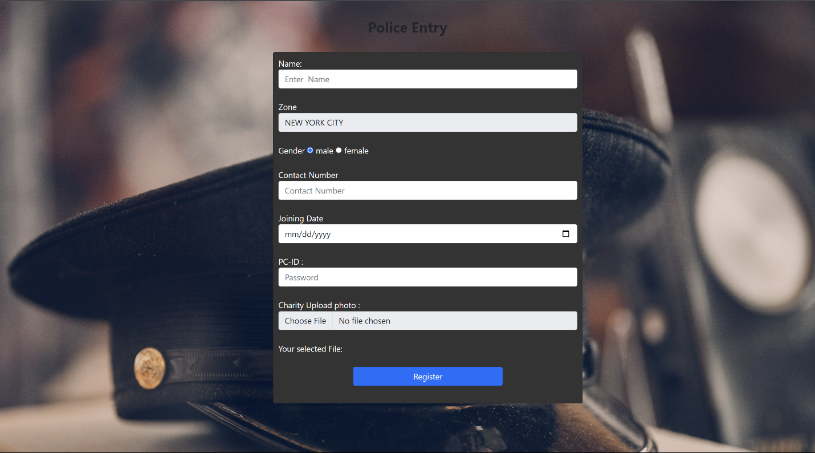 Police Entry
Name:
Enter  Name
Zone
NEW YORK CITY
Gender male female
Contact Number
Contact Number
Joining Date
mm/dd/yyyy
PC-ID :
Password
Charity Upload photo :
Choose File No file chosen
Your selected File:
Register